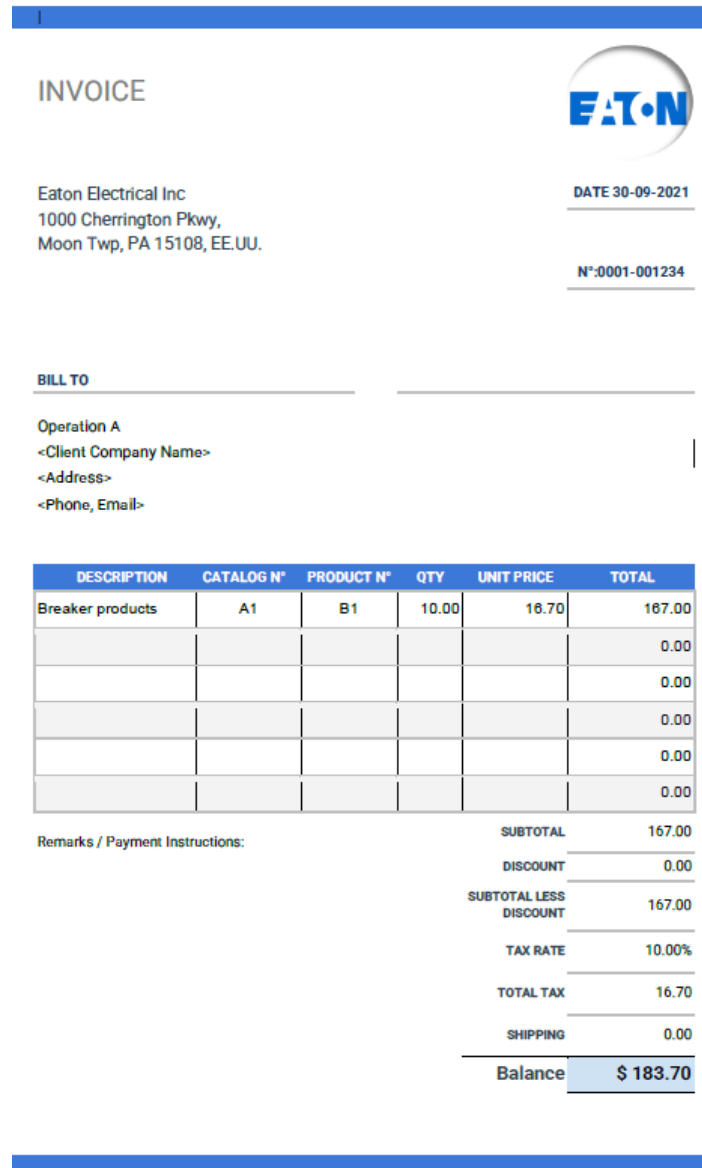 INVOICE
EATON
Eaton Electrical Inc
1000 Cherrington Pkwy,
Moon Twp, PA 15108, EE.UU.
DATE 30-09-2021
N°:0001-001234
BILL TO
Operation A
<Client Company Name>
<Address>
<Phone, Email>
DESCRIPTION CATALOG N° PRODUCT N° QTY UNIT PRICE TOTAL
Breaker products A1 B1 10.00 16.70 167.00
0.00
0.00
0.00
0.00
0.00
Remarks / Payment Instructions:
SUBTOTAL 167.00
DISCOUNT 0.00
SUBTOTAL LESS
DISCOUNT 167.00
TAX RATE 10.00%
TOTAL TAX 16.70
SHIPPING 0.00
Balance $ 183.70